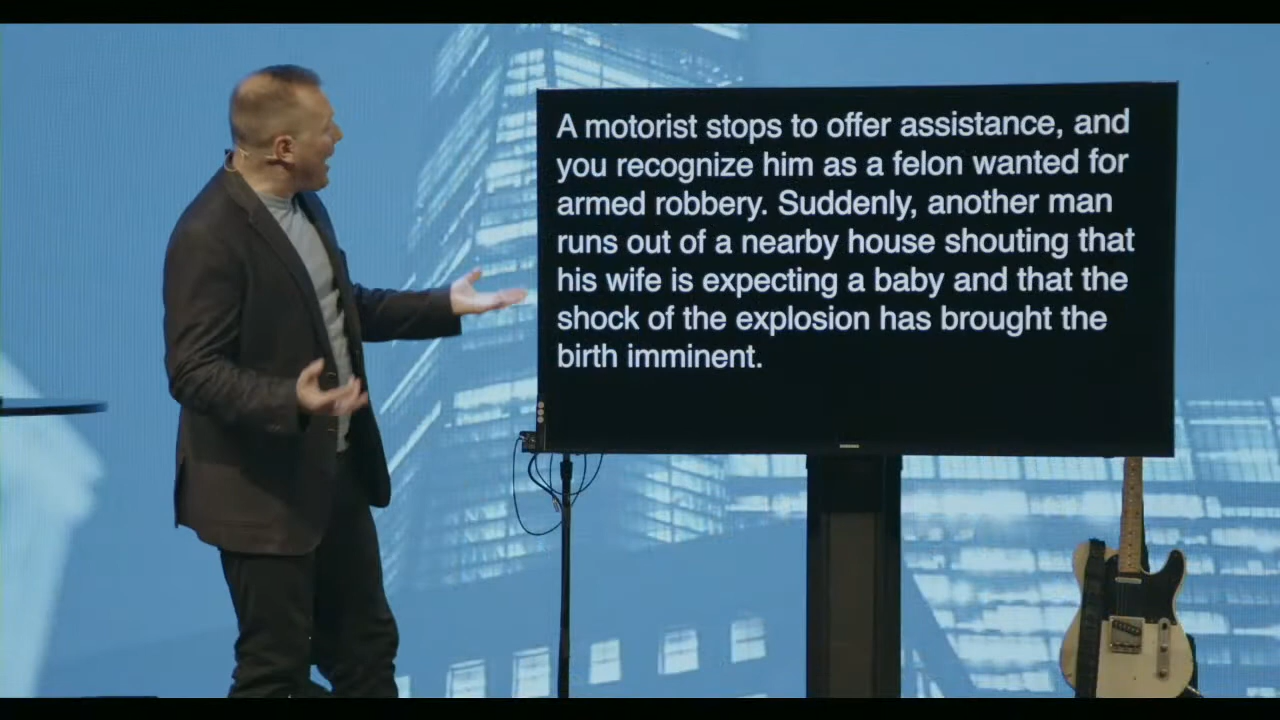 A motorist stops to offer assistance, and
you recognize him as a felon wanted for
armed robbery. Suddenly, another man
runs out of a nearby house shouting that
his wife is expecting a baby and that the
shock of the explosion has brought the
birth imminent.